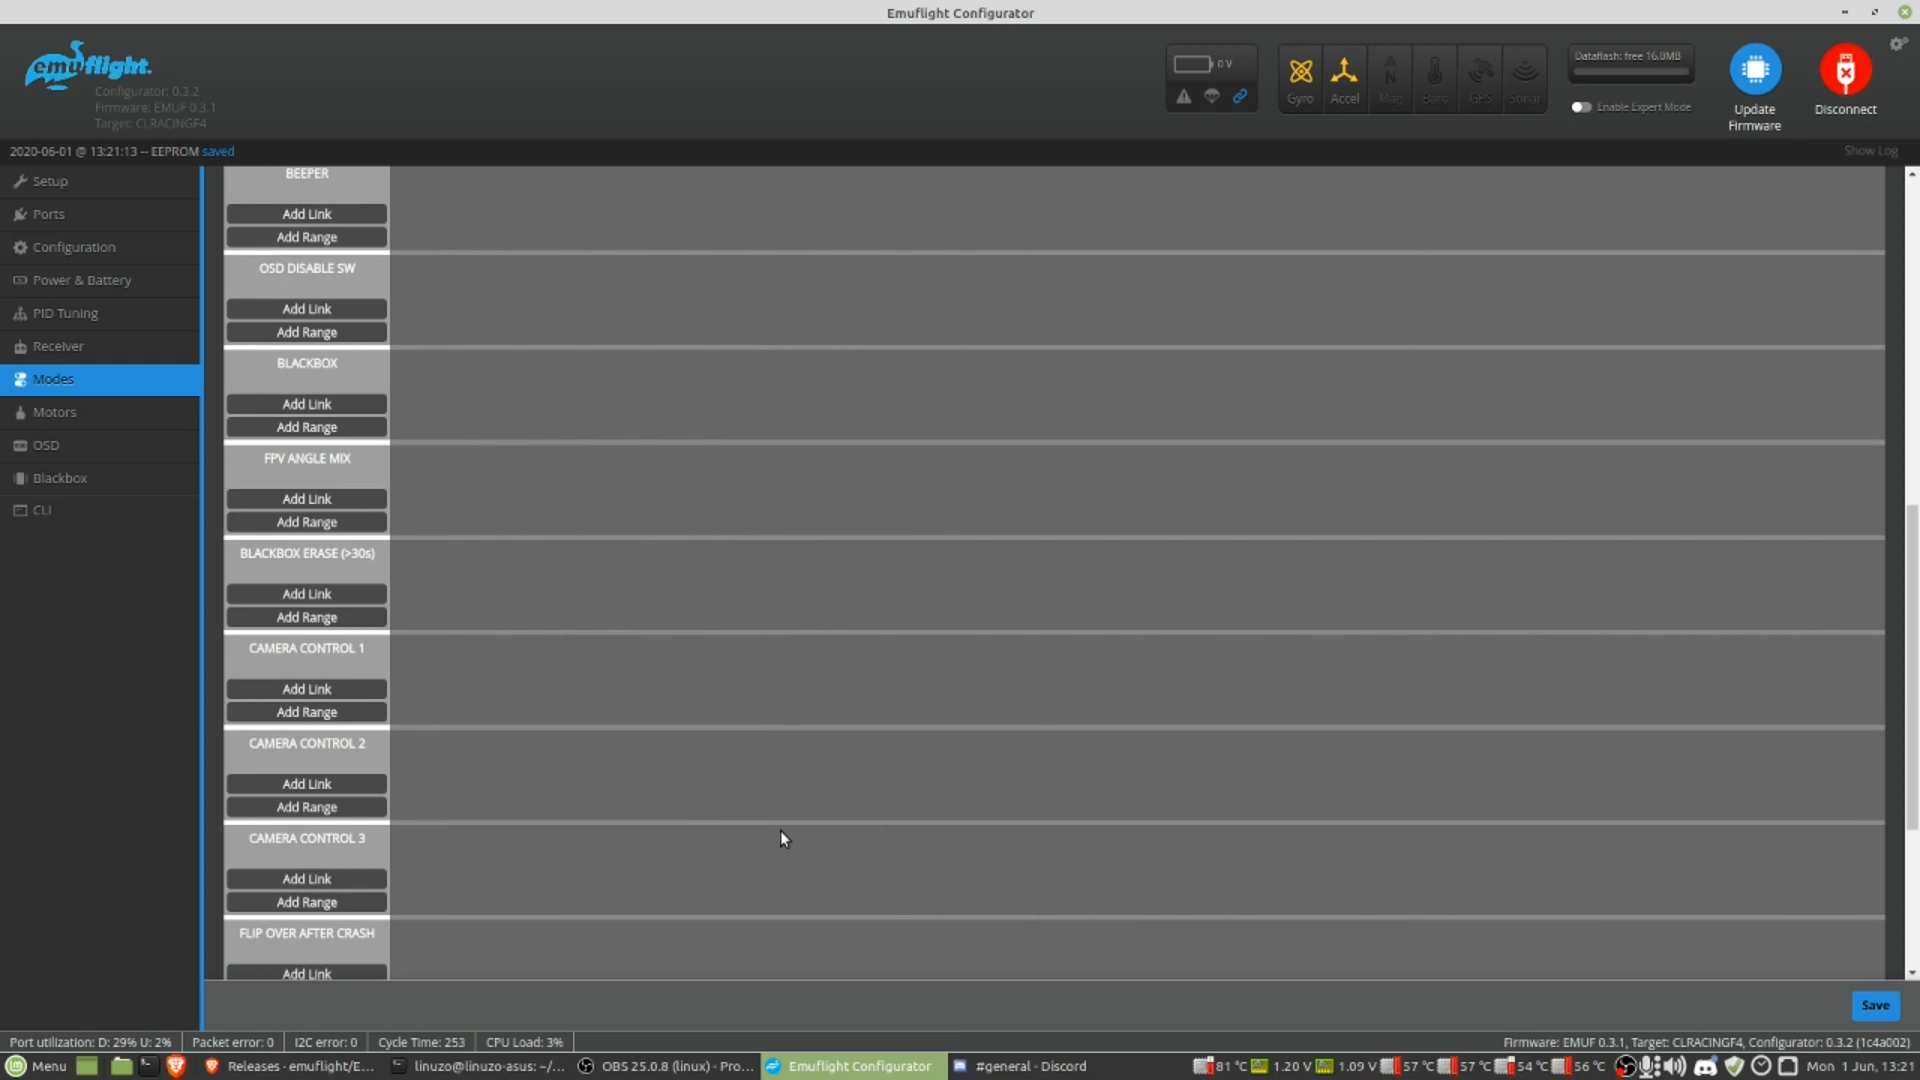 Emuflight Configurator
emuflight.
Configurator: 0.3.2
Firmware: EMUF 0.3.1
Target: CLRACINGF4
0 V
Gyro
Accel
Mag
Baro
GPS
Sonar
Dataflash: free 16.0MB
Enable Expert Mode
Update
Firmware
Disconnect
2020-06-01 @ 13:21:13 -- EEPROM saved
Show Log
Setup
Ports
Configuration
Power & Battery
PID Tuning
Receiver
Modes
Motors
OSD
Blackbox
CLI
BEEPER
Add Link
Add Range
OSD DISABLE SW
Add Link
Add Range
BLACKBOX
Add Link
Add Range
FPV ANGLE MIX
Add Link
Add Range
BLACKBOX ERASE (>30s)
Add Link
Add Range
CAMERA CONTROL 1
Add Link
Add Range
CAMERA CONTROL 2
Add Link
Add Range
CAMERA CONTROL 3
Add Link
Add Range
FLIP OVER AFTER CRASH
Add Link
Save
Port utilization: D: 29% U: 2%
Packet error: 0
I2C error: 0
Cycle Time: 253
CPU Load: 3%
Firmware: EMUF 0.3.1, Target: CLRACINGF4, Configurator: 0.3.2 (1c4a002)
Menu
Releases - emuflight/E...
linuzo@linuzo-asus: ~/...
OBS 25.0.8 (linux) - Pro...
Emuflight Configurator
#general - Discord
81 °C
1.20 V
1.09 V
57 °C
57 °C
54 °C
56 °C
Mon 1 Jun, 13:21